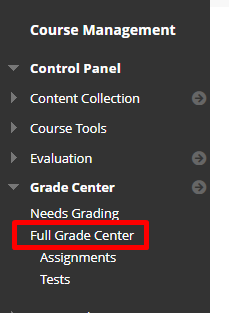 Course Management
Control Panel
Content Collection
Course Tools
Evaluation
Grade Center
Needs Grading
Full Grade Center
Assignments
Tests